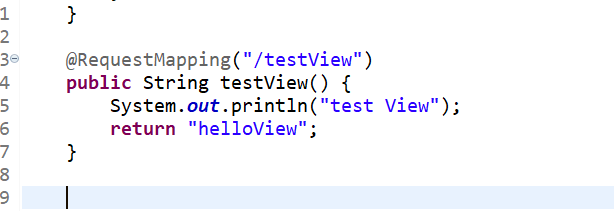 1 }
2
3 @RequestMapping("/testView")
4 public String testView() {
5 System.out.println("test View");
6 return "helloView";
7 }
8
9